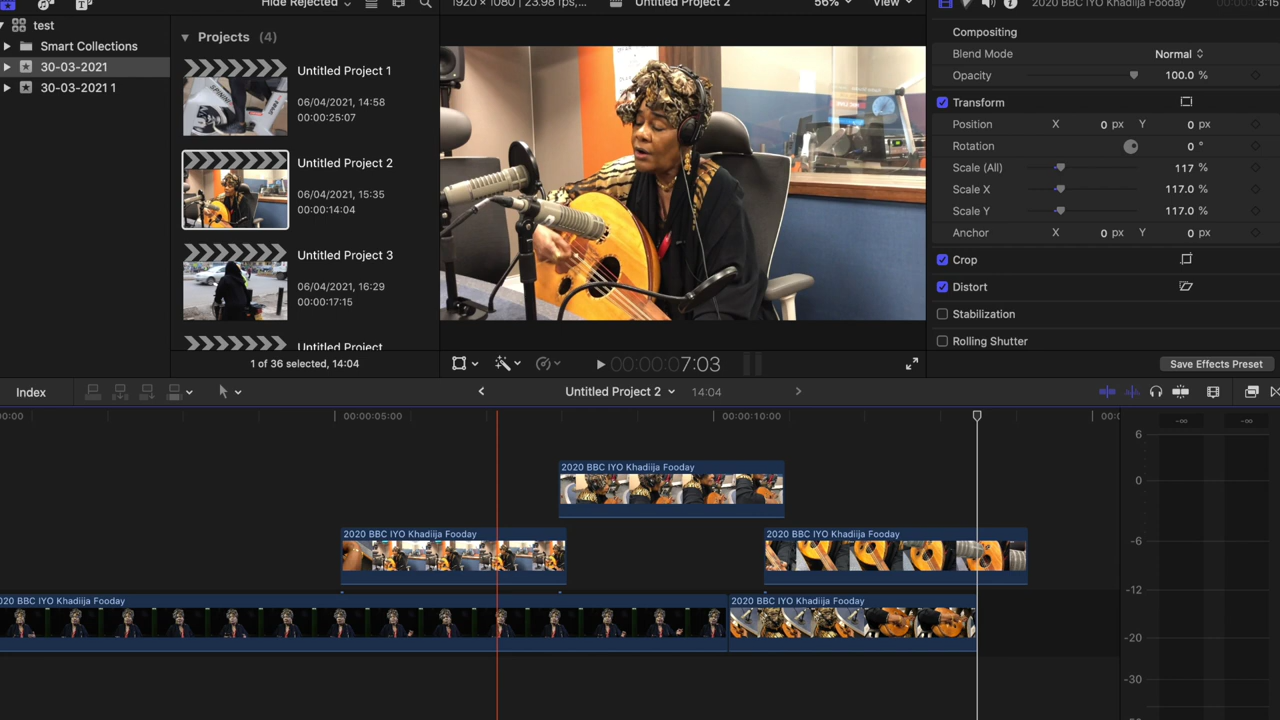 Hide Rejected
1920 × 1080 | 23.98 fps,...
Untitled Project 2
56%
View
2020 BBC IYO Khadiija Fooday
3:15
test
Smart Collections
30-03-2021
30-03-2021 1
Projects (4)
Untitled Project 1
06/04/2021, 14:58
00:00:25:07
Untitled Project 2
06/04/2021, 15:35
00:00:14:04
Untitled Project 3
06/04/2021, 16:29
00:00:17:15
Untitled Project
1 of 36 selected, 14:04
00:00:00:07:03
Compositing
Blend Mode Normal
Opacity 100.0 %
Transform
Position X 0 px Y 0 px
Rotation 0 °
Scale (All) 117 %
Scale X 117.0 %
Scale Y 117.0 %
Anchor X 0 px Y 0 px
Crop
Distort
Stabilization
Rolling Shutter
Save Effects Preset
Index
Untitled Project 2 14:04
00:00:05:00
00:00:10:00
2020 BBC IYO Khadiija Fooday
2020 BBC IYO Khadiija Fooday
2020 BBC IYO Khadiija Fooday
020 BBC IYO Khadiija Fooday
2020 BBC IYO Khadiija Fooday
-∞ -∞
6
0
-6
-12
-20
-30